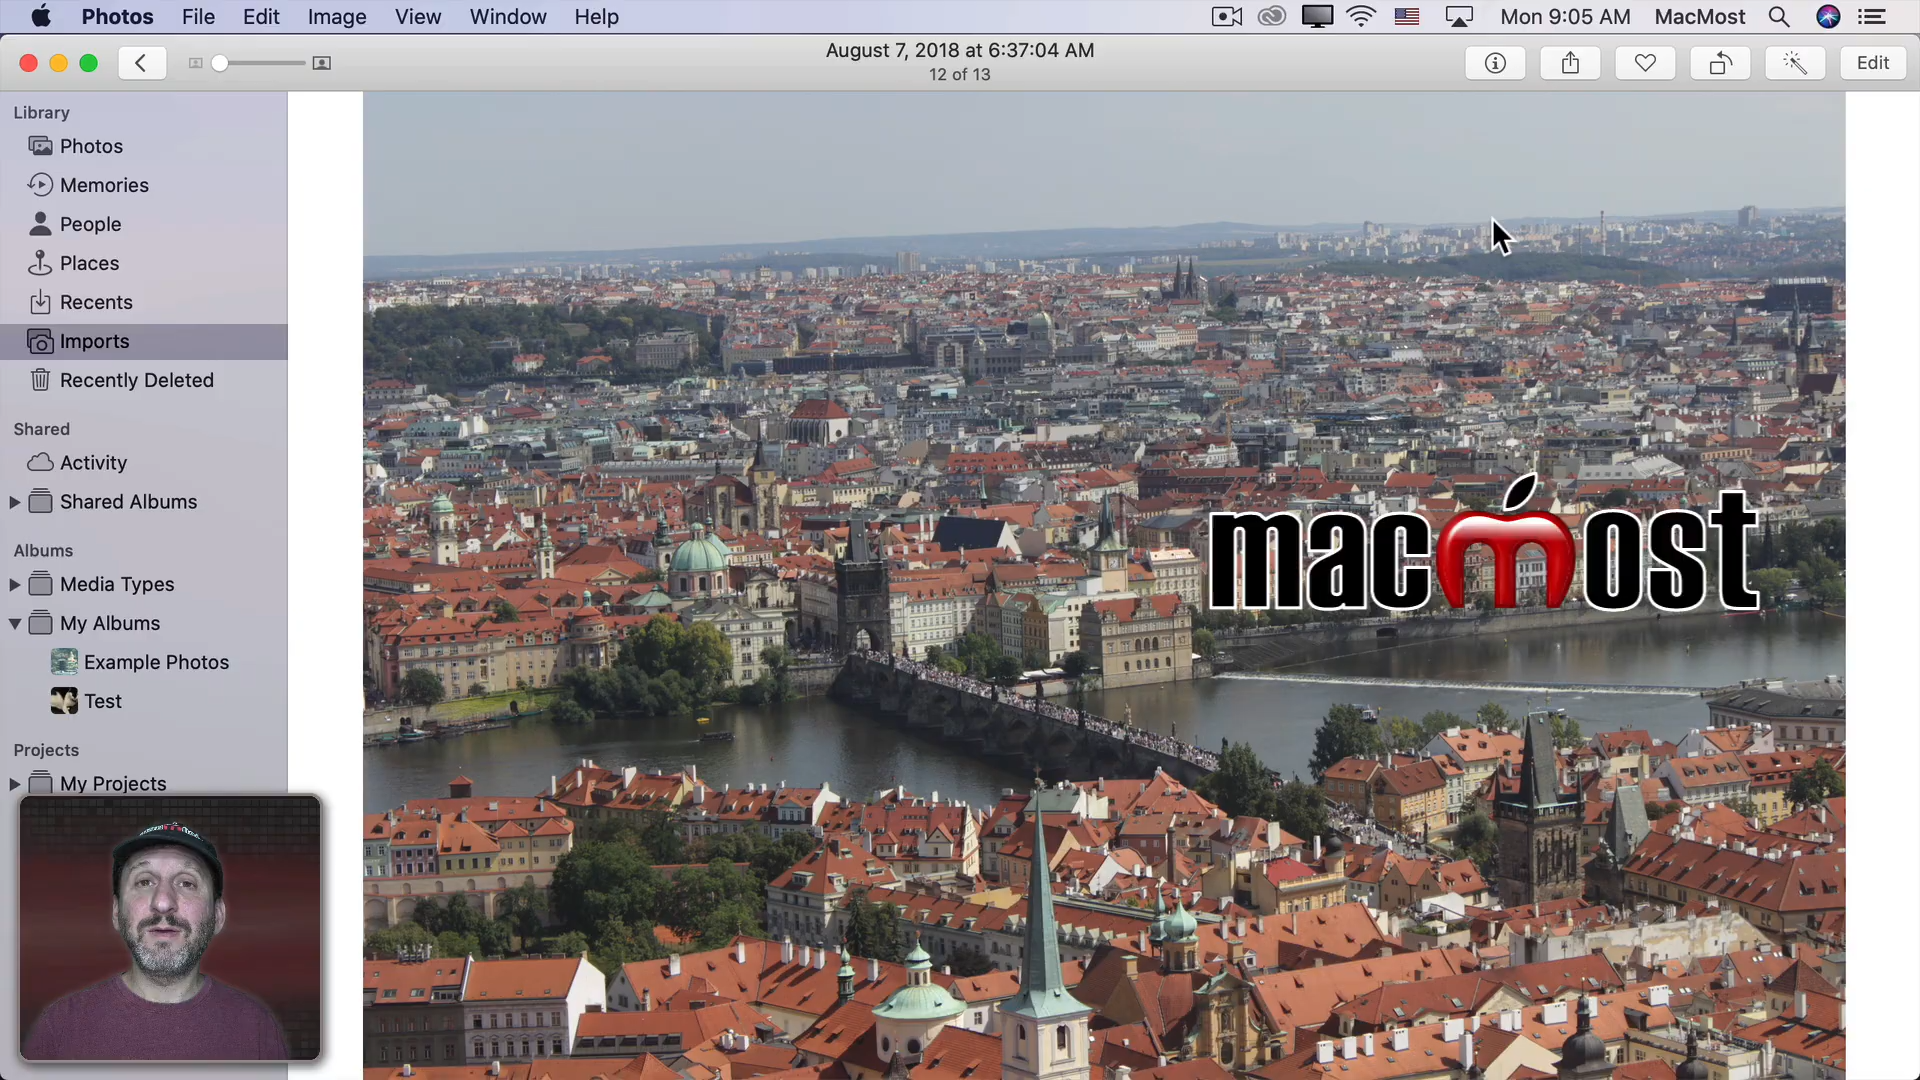 Photos File Edit Image View Window Help Mon 9:05 AM MacMost
August 7, 2018 at 6:37:04 AM
12 of 13
Edit
Library
Photos
Memories
People
Places
Recents
Imports
Recently Deleted
Shared
Activity
Shared Albums
Albums
Media Types
My Albums
Example Photos
Test
Projects
My Projects
macmost